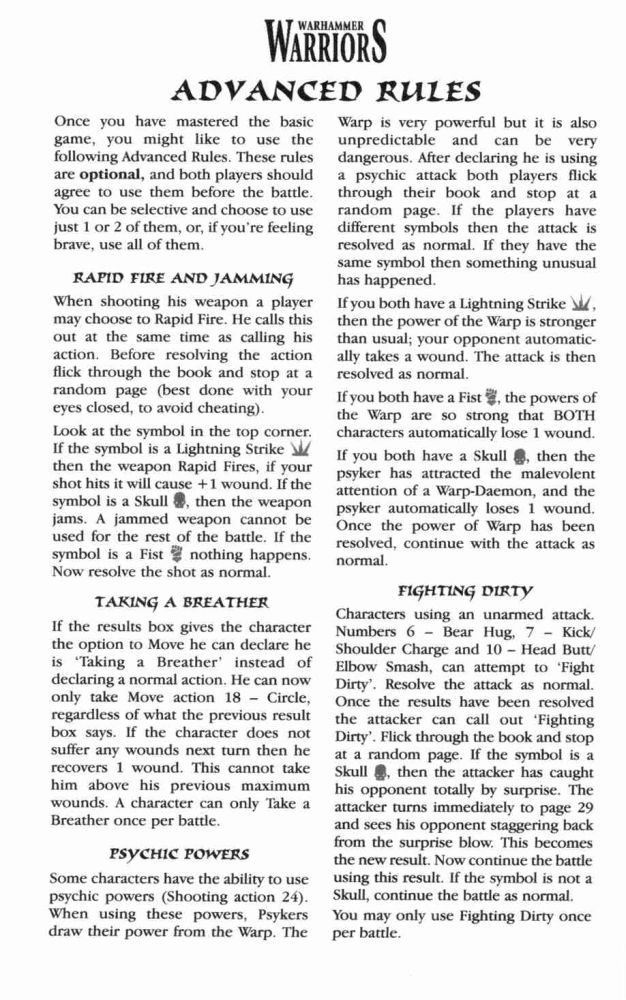 WARHAMMER
WARRIORS
ADVANCED RULES
Once you have mastered the basic
game, you might like to use the
following Advanced Rules. These rules
are optional, and both players should
agree to use them before the battle.
You can be selective and choose to use
just 1 or 2 of them, or, if you're feeling
brave, use all of them.
RAPID FIRE AND JAMMING
When shooting his weapon a player
may choose to Rapid Fire. He calls this
out at the same time as calling his
action. Before resolving the action
flick through the book and stop at a
random page (best done with your
eyes closed, to avoid cheating).
Look at the symbol in the top corner.
If the symbol is a Lightning Strike
then the weapon Rapid Fires, if your
shot hits it will cause +1 wound. If the
symbol is a Skull , then the weapon
jams. A jammed weapon cannot be
used for the rest of the battle. If the
symbol is a Fist nothing happens.
Now resolve the shot as normal.
TAKING A BREATHER
If the results box gives the character
the option to Move he can declare he
is 'Taking a Breather' instead of
declaring a normal action. He can now
only take Move action 18 – Circle,
regardless of what the previous result
box says. If the character does not
suffer any wounds next turn then he
recovers 1 wound. This cannot take
him above his previous maximum
wounds. A character can only Take a
Breather once per battle.
PSYCHIC POWERS
Some characters have the ability to use
psychic powers (Shooting action 24).
When using these powers, Psykers
draw their power from the Warp. The
Warp is very powerful but it is also
unpredictable and can be very
dangerous. After declaring he is using
a psychic attack both players flick
through their book and stop at a
random page. If the players have
different symbols then the attack is
resolved as normal. If they have the
same symbol then something unusual
has happened.
If you both have a Lightning Strike ,
then the power of the Warp is stronger
than usual; your opponent automatic-
ally takes a wound. The attack is then
resolved as normal.
If you both have a Fist , the powers of
the Warp are so strong that BOTH
characters automatically lose 1 wound.
If you both have a Skull , then the
psyker has attracted the malevolent
attention of a Warp-Daemon, and the
psyker automatically loses 1 wound.
Once the power of Warp has been
resolved, continue with the attack as
normal.
FIGHTING DIRTY
Characters using an unarmed attack.
Numbers 6 – Bear Hug, 7 – Kick/
Shoulder Charge and 10 – Head Butt/
Elbow Smash, can attempt to 'Fight
Dirty'. Resolve the attack as normal.
Once the results have been resolved
the attacker can call out 'Fighting
Dirty'. Flick through the book and stop
at a random page. If the symbol is a
Skull , then the attacker has caught
his opponent totally by surprise. The
attacker turns immediately to page 29
and sees his opponent staggering back
from the surprise blow. This becomes
the new result. Now continue the battle
using this result. If the symbol is not a
Skull, continue the battle as normal.
You may only use Fighting Dirty once
per battle.